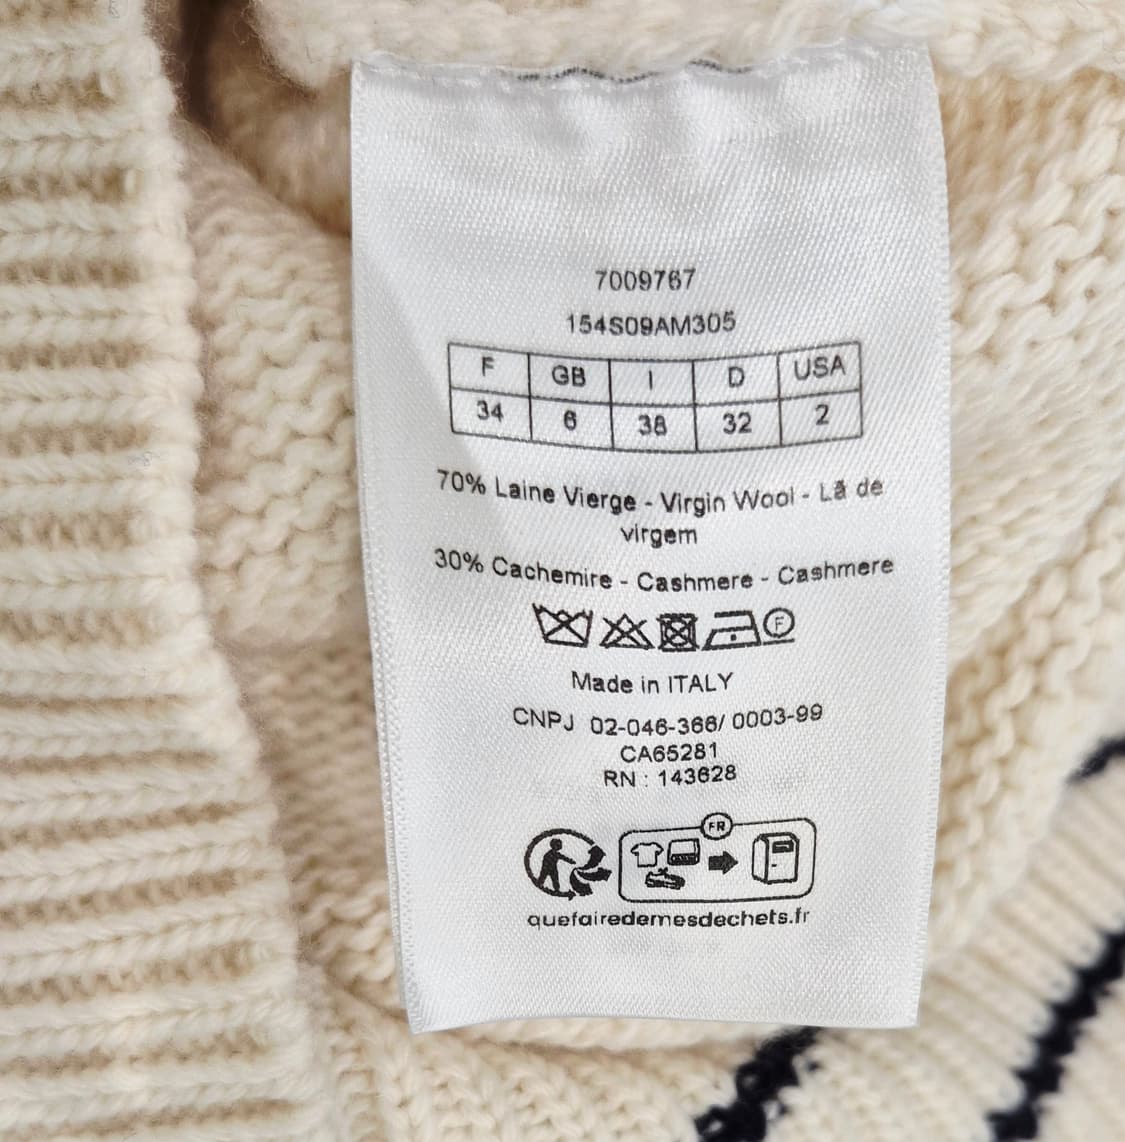 7009767
154S09AM305
F GB I D USA
34 6 38 32 2
70% Laine Vierge - Virgin Wool - Lã de
virgem
30% Cachemire - Cashmere - Cashmere
F
Made in ITALY
CNPJ 02-046-366/ 0003-99
CA65281
RN : 143628
FR
quefairedemesdechets.fr